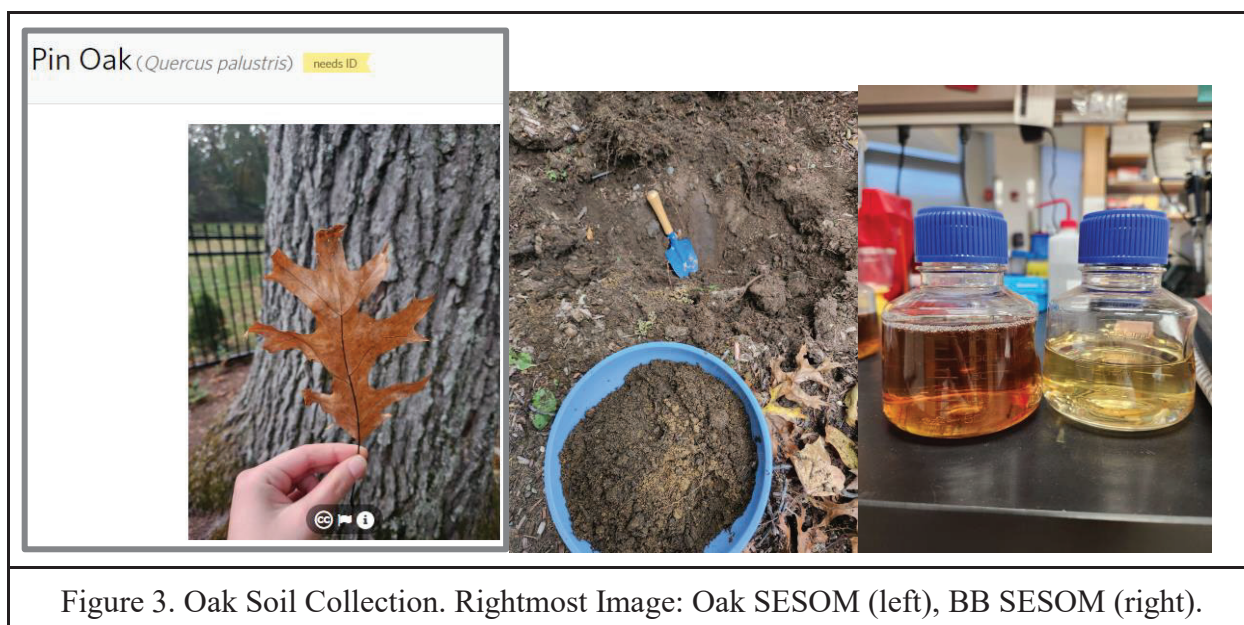 Pin Oak (Quercus palustris) needs ID
Figure 3. Oak Soil Collection. Rightmost Image: Oak SESOM (left), BB SESOM (right).